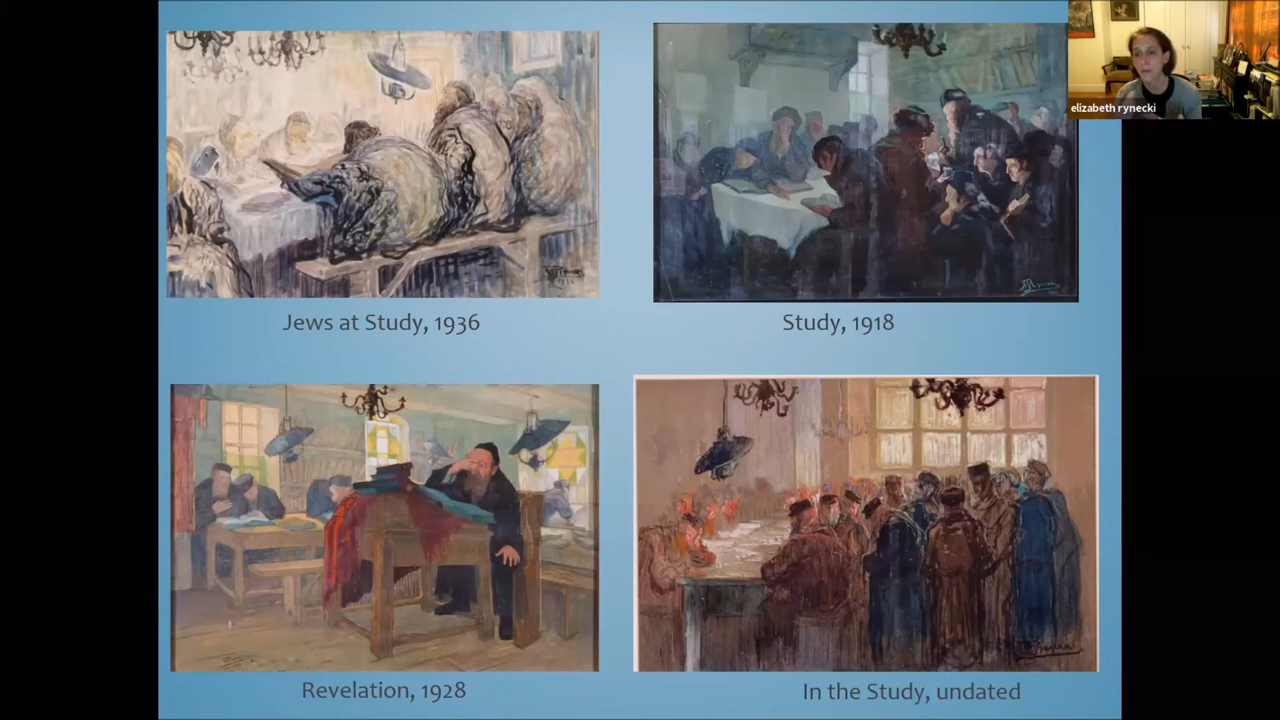 elizabeth rynecki
Jews at Study, 1936
Study, 1918
Revelation, 1928
In the Study, undated